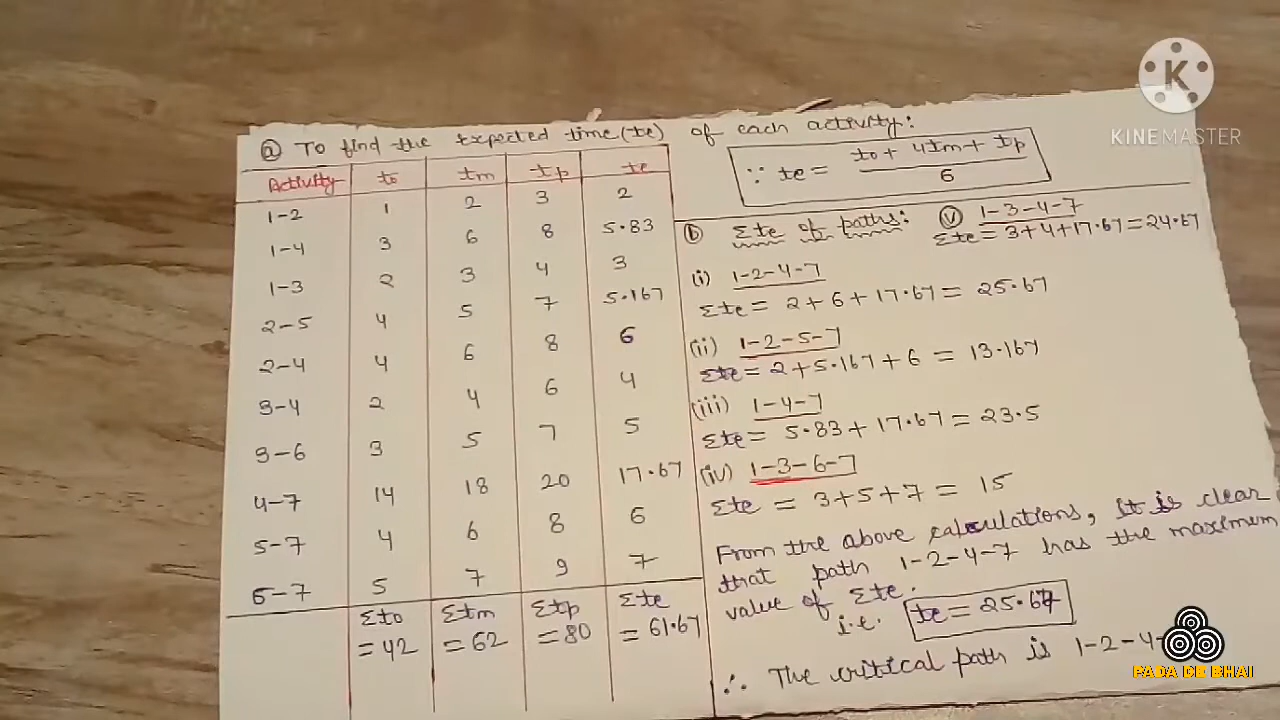 KINEMASTER
ⓐ To find the Expected time(te) of each activity:
∵ te = to + 4tm + tp / 6
Activity to tm tp te
1-2 1 2 3 2
1-4 3 6 8 5.83
1-3 2 3 4 3
2-5 4 5 7 5.167
2-4 4 6 8 6
3-4 2 4 6 4
3-6 3 5 7 5
4-7 14 18 20 17.67
5-7 4 6 8 6
6-7 5 7 9 7
Σto = 42 Σtm = 62 Σtp = 80 Σte = 61.67
ⓑ Σte of paths:
(i) 1-2-4-7
Σte = 2+6+17.67 = 25.67
(ii) 1-2-5-7
Σte = 2+5.167+6 = 13.167
(iii) 1-4-7
Σte = 5.83+17.67 = 23.5
(iv) 1-3-6-7
Σte = 3+5+7 = 15
ⓥ 1-3-4-7
Σte = 3+4+17.67 = 24.67
From the above calculations, it is clear
that path 1-2-4-7 has the maximum
value of Σte.
i.e. te = 25.67
∴ The critical path is 1-2-4-
PADA DE BHAI